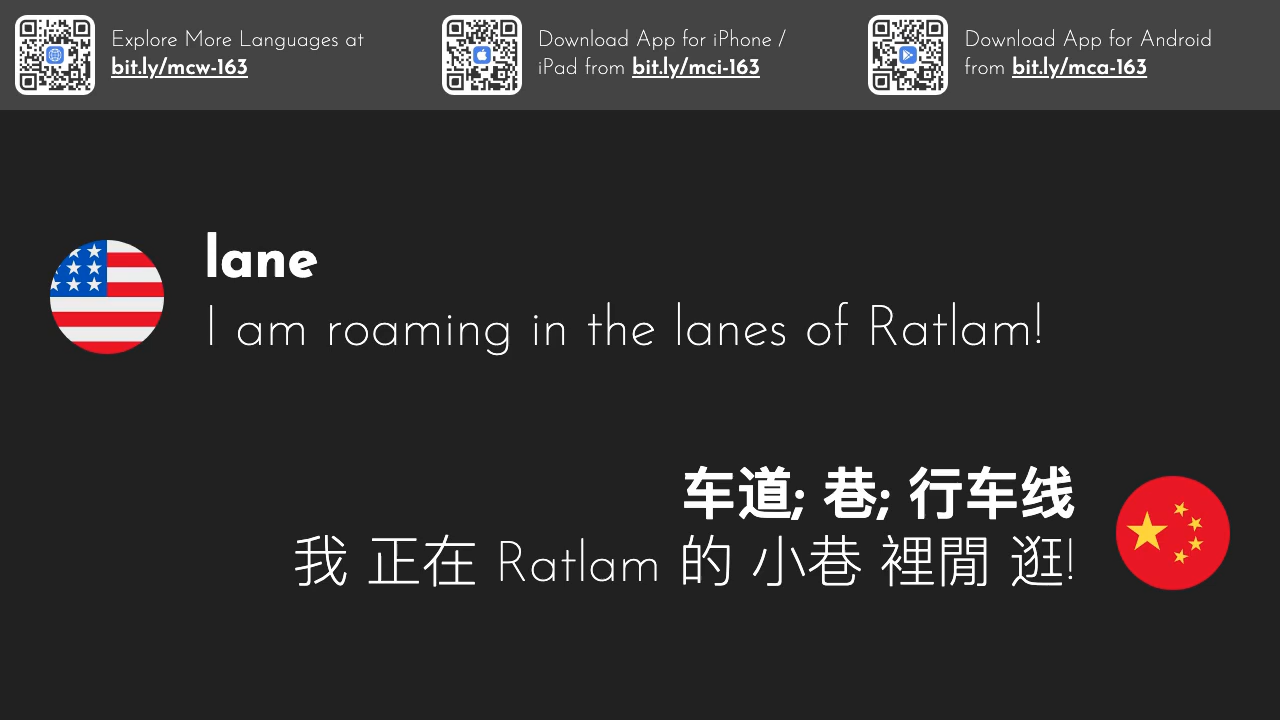 Explore More Languages at
bit.ly/mcw-163
Download App for iPhone /
iPad from bit.ly/mci-163
Download App for Android
from bit.ly/mca-163
lane
I am roaming in the lanes of Ratlam!
车道; 巷; 行车线
我 正在 Ratlam 的 小巷 裡閒 逛!